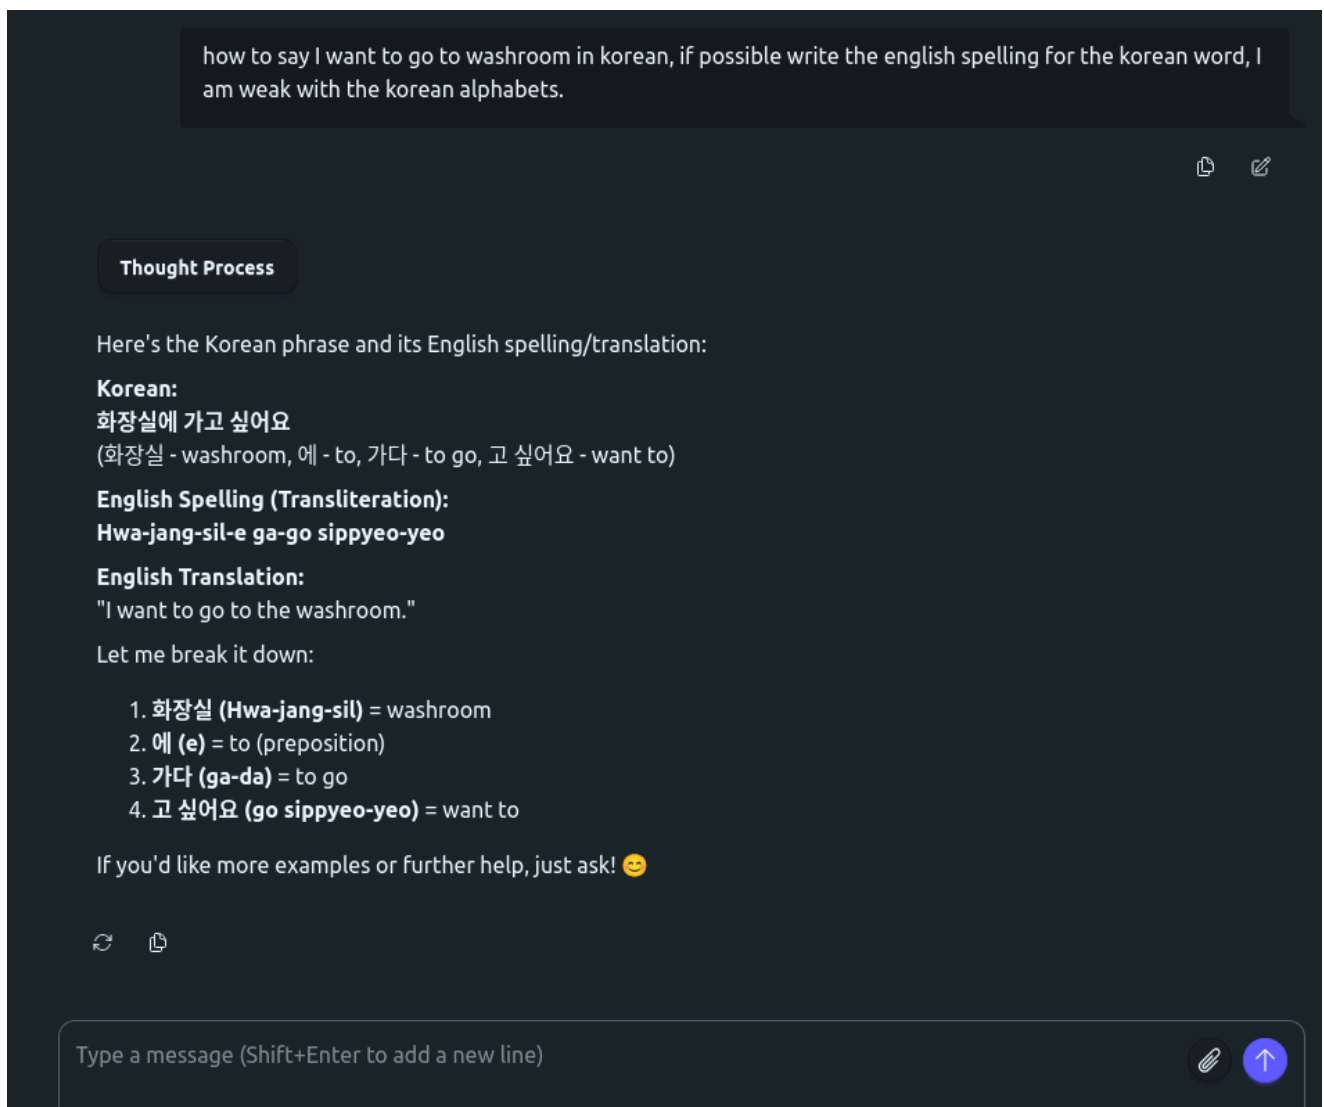 how to say I want to go to washroom in korean, if possible write the english spelling for the korean word, I
am weak with the korean alphabets.
Thought Process
Here's the Korean phrase and its English spelling/translation:
Korean:
화장실에 가고 싶어요
(화장실 - washroom, 에 - to, 가다 - to go, 고 싶어요 - want to)
English Spelling (Transliteration):
Hwa-jang-sil-e ga-go sippyeo-yeo
English Translation:
"I want to go to the washroom."
Let me break it down:
1. 화장실 (Hwa-jang-sil) = washroom
2. 에 (e) = to (preposition)
3. 가다 (ga-da) = to go
4. 고 싶어요 (go sippyeo-yeo) = want to
If you'd like more examples or further help, just ask! 😊
Type a message (Shift+Enter to add a new line)